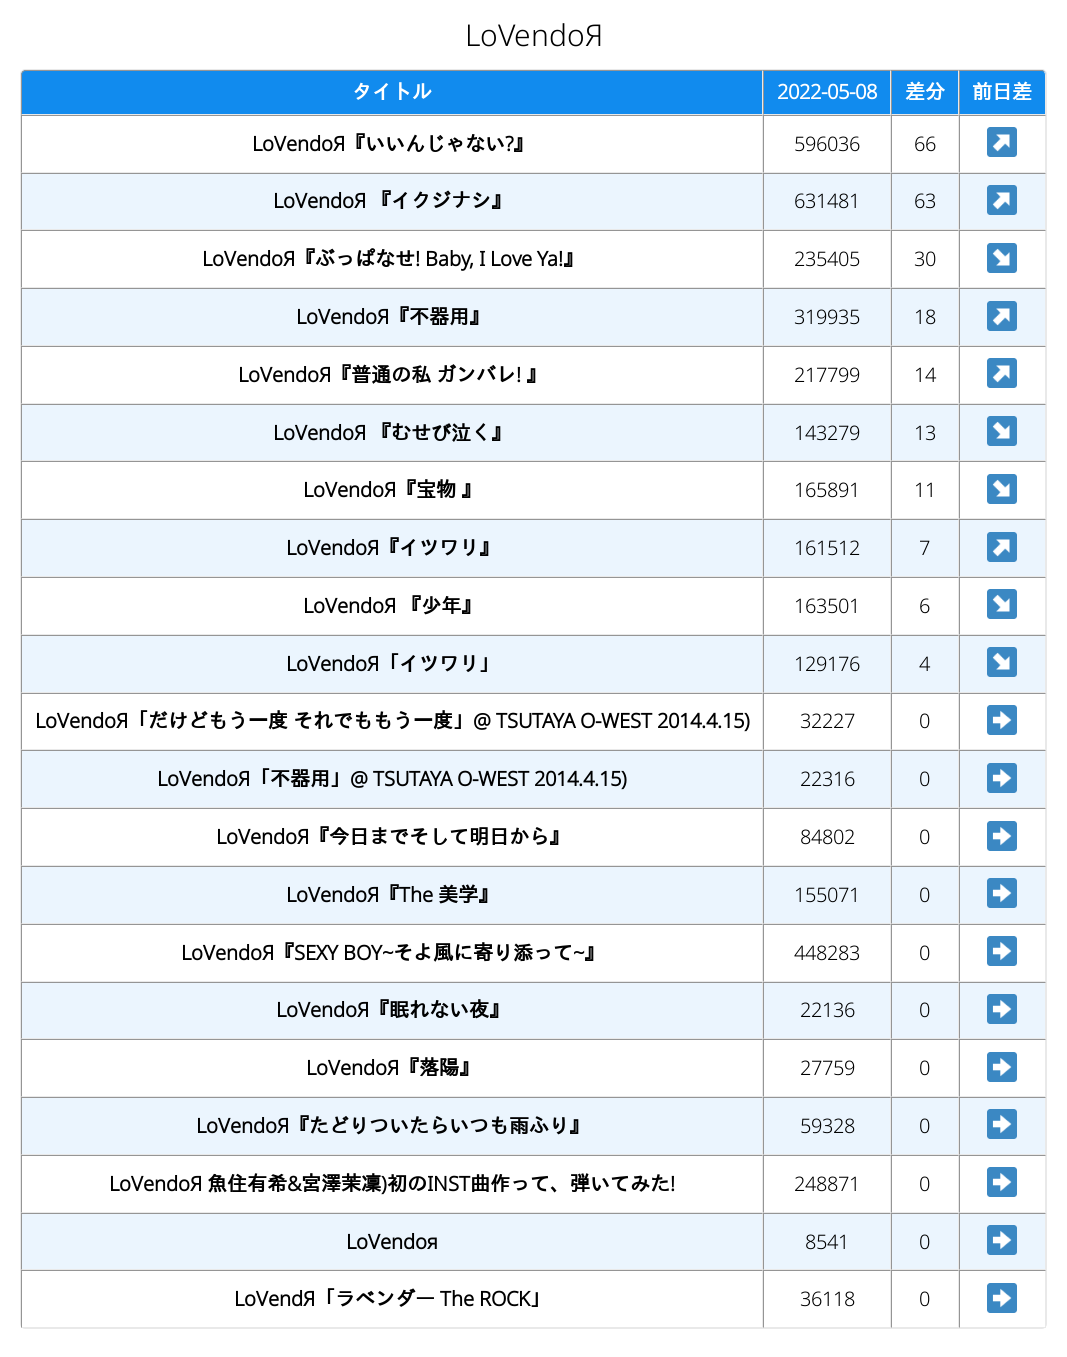 LoVendoЯ
タイトル 2022-05-08 差分 前日差
LoVendoЯ『いいんじゃない?』 596036 66
LoVendoЯ 『イクジナシ』 631481 63
LoVendoЯ『ぶっぱなせ! Baby, I Love Ya!』 235405 30
LoVendoЯ『不器用』 319935 18
LoVendoЯ『普通の私 ガンバレ! 』 217799 14
LoVendoЯ 『むせび泣く』 143279 13
LoVendoЯ『宝物 』 165891 11
LoVendoЯ『イツワリ』 161512 7
LoVendoЯ 『少年』 163501 6
LoVendoЯ「イツワリ」 129176 4
LoVendoЯ「だけどもう一度 それでももう一度」@ TSUTAYA O-WEST 2014.4.15) 32227 0
LoVendoЯ「不器用」@ TSUTAYA O-WEST 2014.4.15) 22316 0
LoVendoЯ『今日までそして明日から』 84802 0
LoVendoЯ『The 美学』 155071 0
LoVendoЯ『SEXY BOY~そよ風に寄り添って~』 448283 0
LoVendoЯ『眠れない夜』 22136 0
LoVendoЯ『落陽』 27759 0
LoVendoЯ『たどりついたらいつも雨ふり』 59328 0
LoVendoЯ 魚住有希&宮澤茉凜)初のINST曲作って、弾いてみた! 248871 0
LoVendoя 8541 0
LoVendЯ「ラベンダー The ROCK」 36118 0